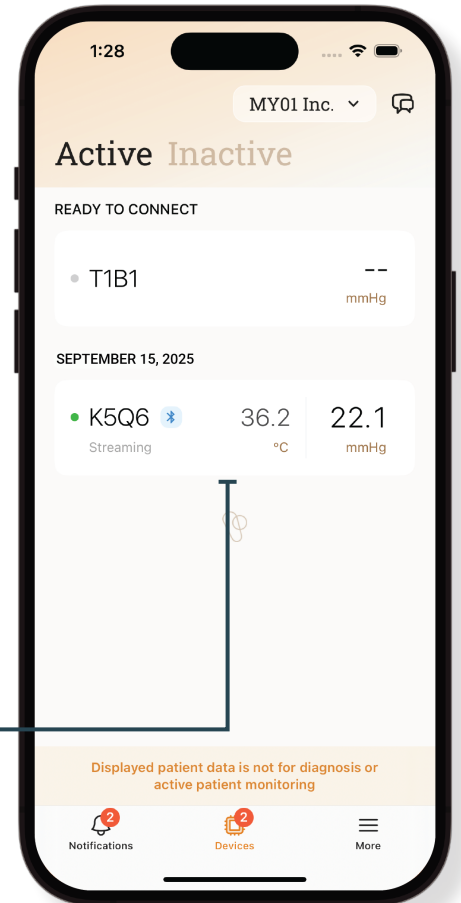 1:28
MY01 Inc.
Active Inactive
READY TO CONNECT
T1B1
--
mmHg
SEPTEMBER 15, 2025
K5Q6 36.2 22.1
Streaming °C mmHg
Displayed patient data is not for diagnosis or
active patient monitoring
2 2
Notifications Devices More